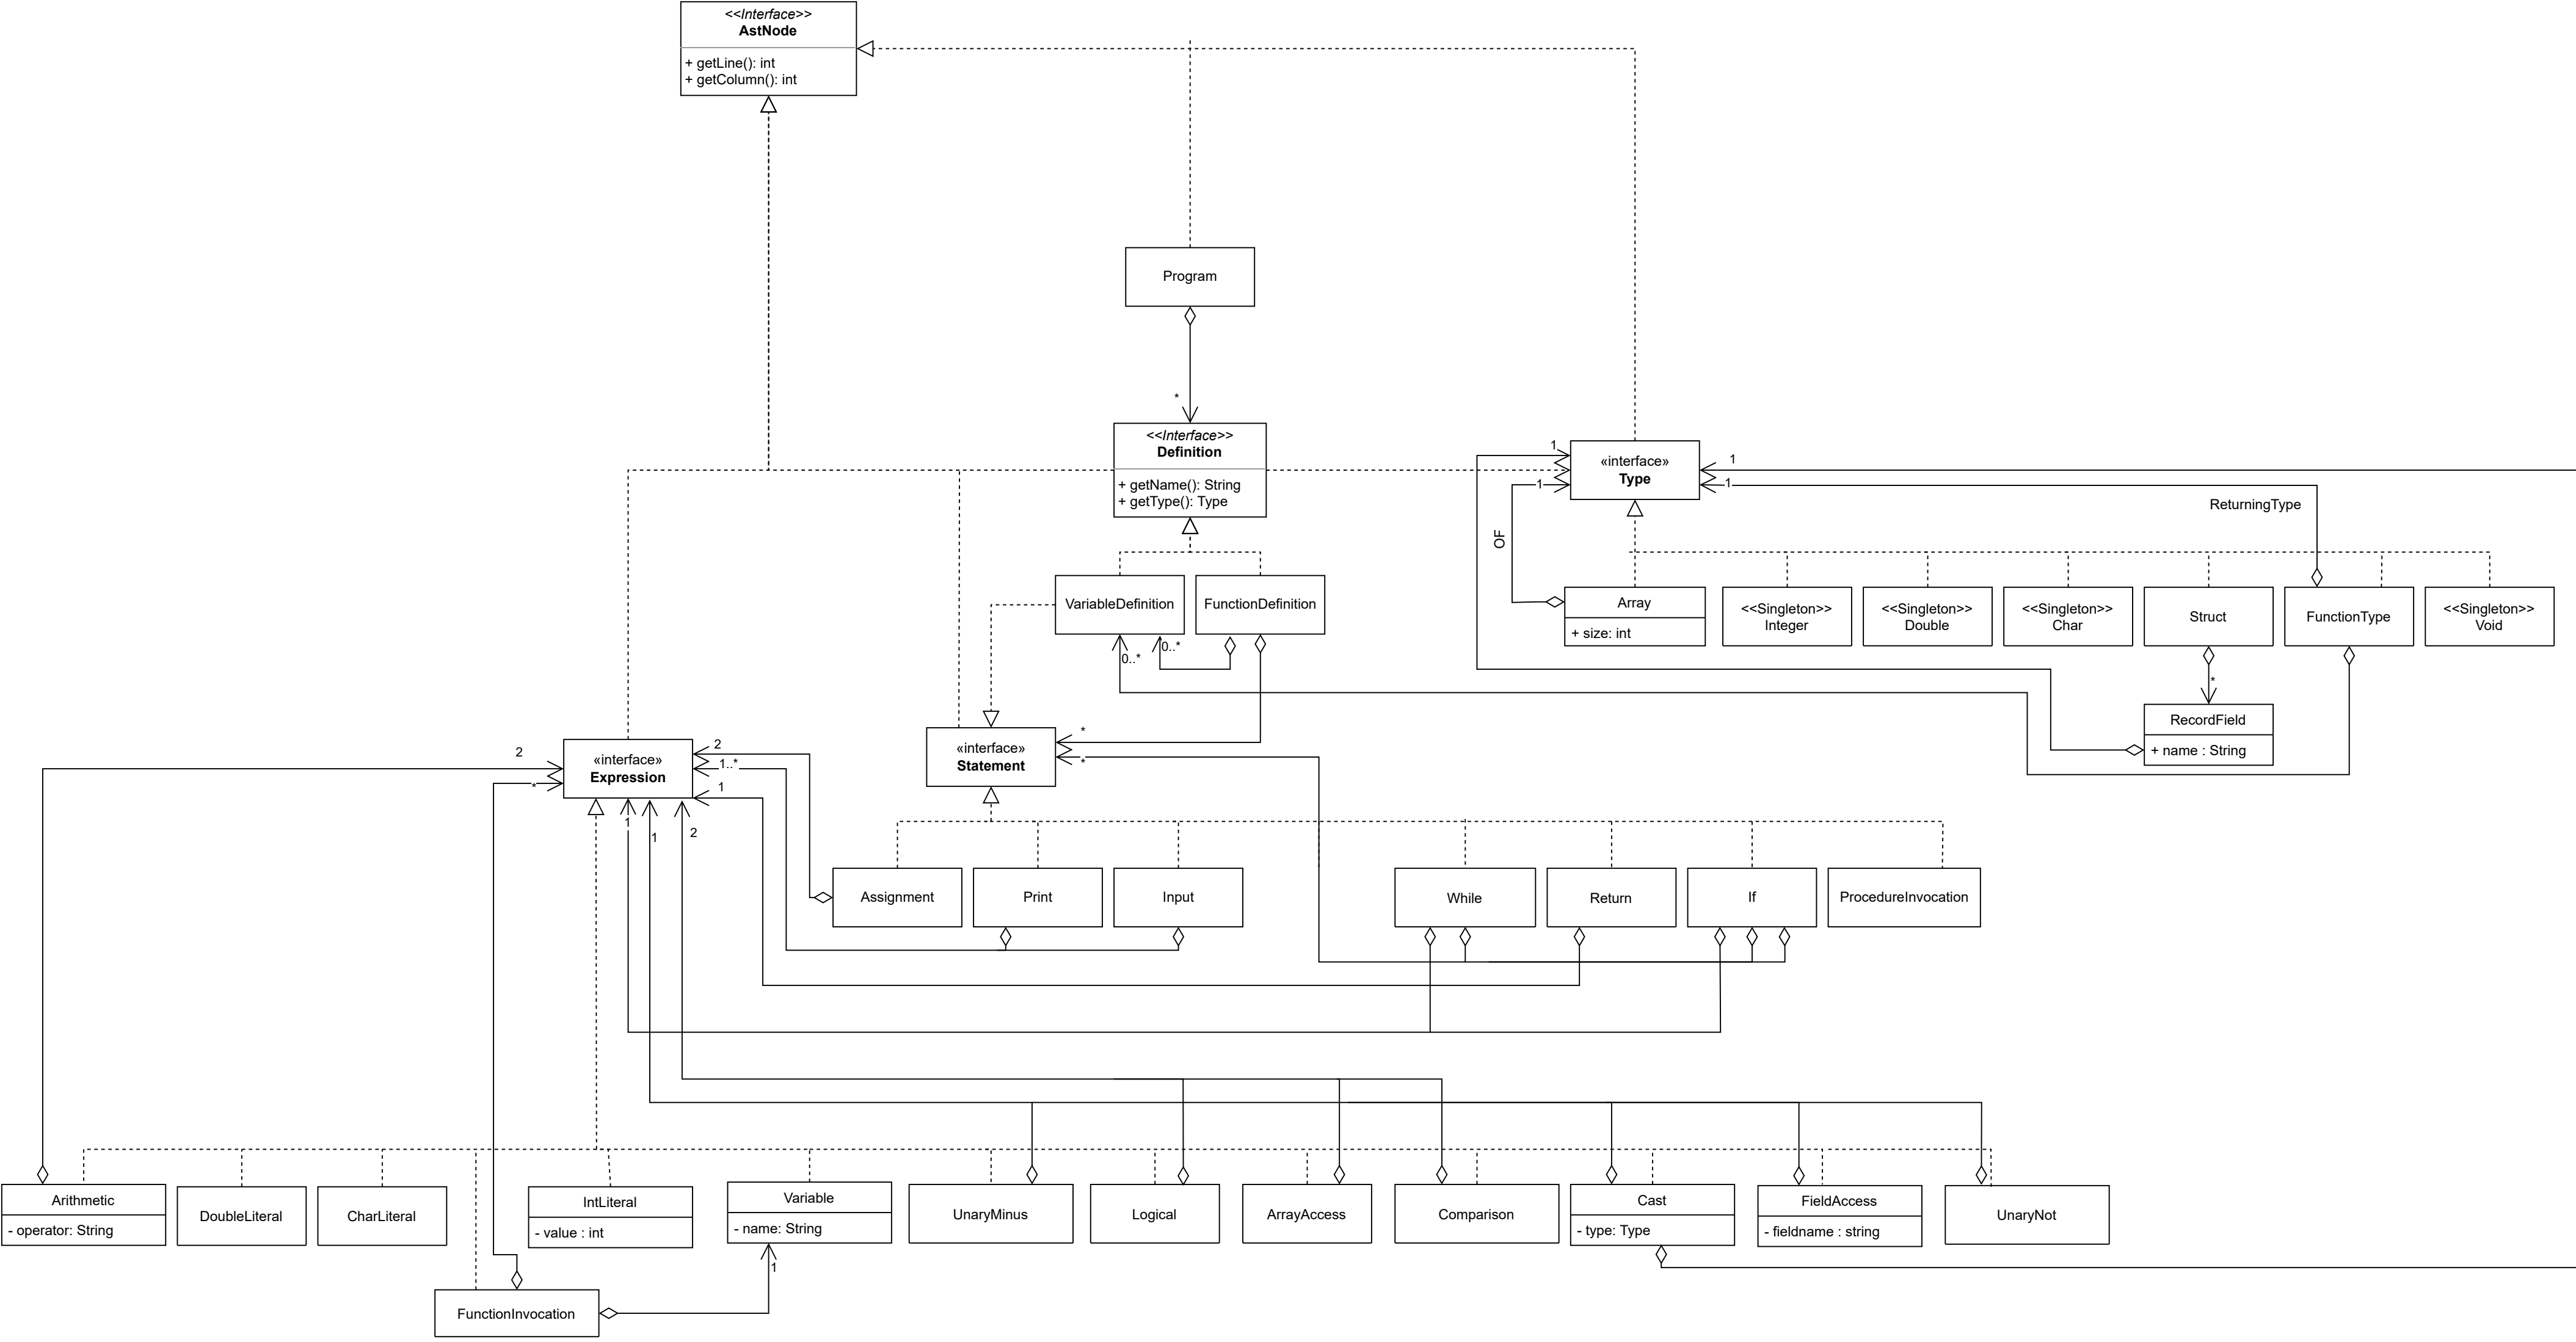 <<Interface>>
AstNode
+ getLine(): int
+ getColumn(): int
Program
*
<<Interface>>
Definition
+ getName(): String
+ getType(): Type
1
1
OF
«interface»
Type
1
1
ReturningType
VariableDefinition
FunctionDefinition
0..*
0..*
Array
+ size: int
<<Singleton>>
Integer
<<Singleton>>
Double
<<Singleton>>
Char
Struct
FunctionType
<<Singleton>>
Void
*
RecordField
+ name : String
2
*
«interface»
Expression
2
1..*
1
1
1
2
«interface»
Statement
*
*
Assignment
Print
Input
While
Return
If
ProcedureInvocation
Arithmetic
- operator: String
DoubleLiteral
CharLiteral
IntLiteral
- value : int
Variable
- name: String
UnaryMinus
Logical
ArrayAccess
Comparison
Cast
- type: Type
FieldAccess
- fieldname : string
UnaryNot
1
FunctionInvocation